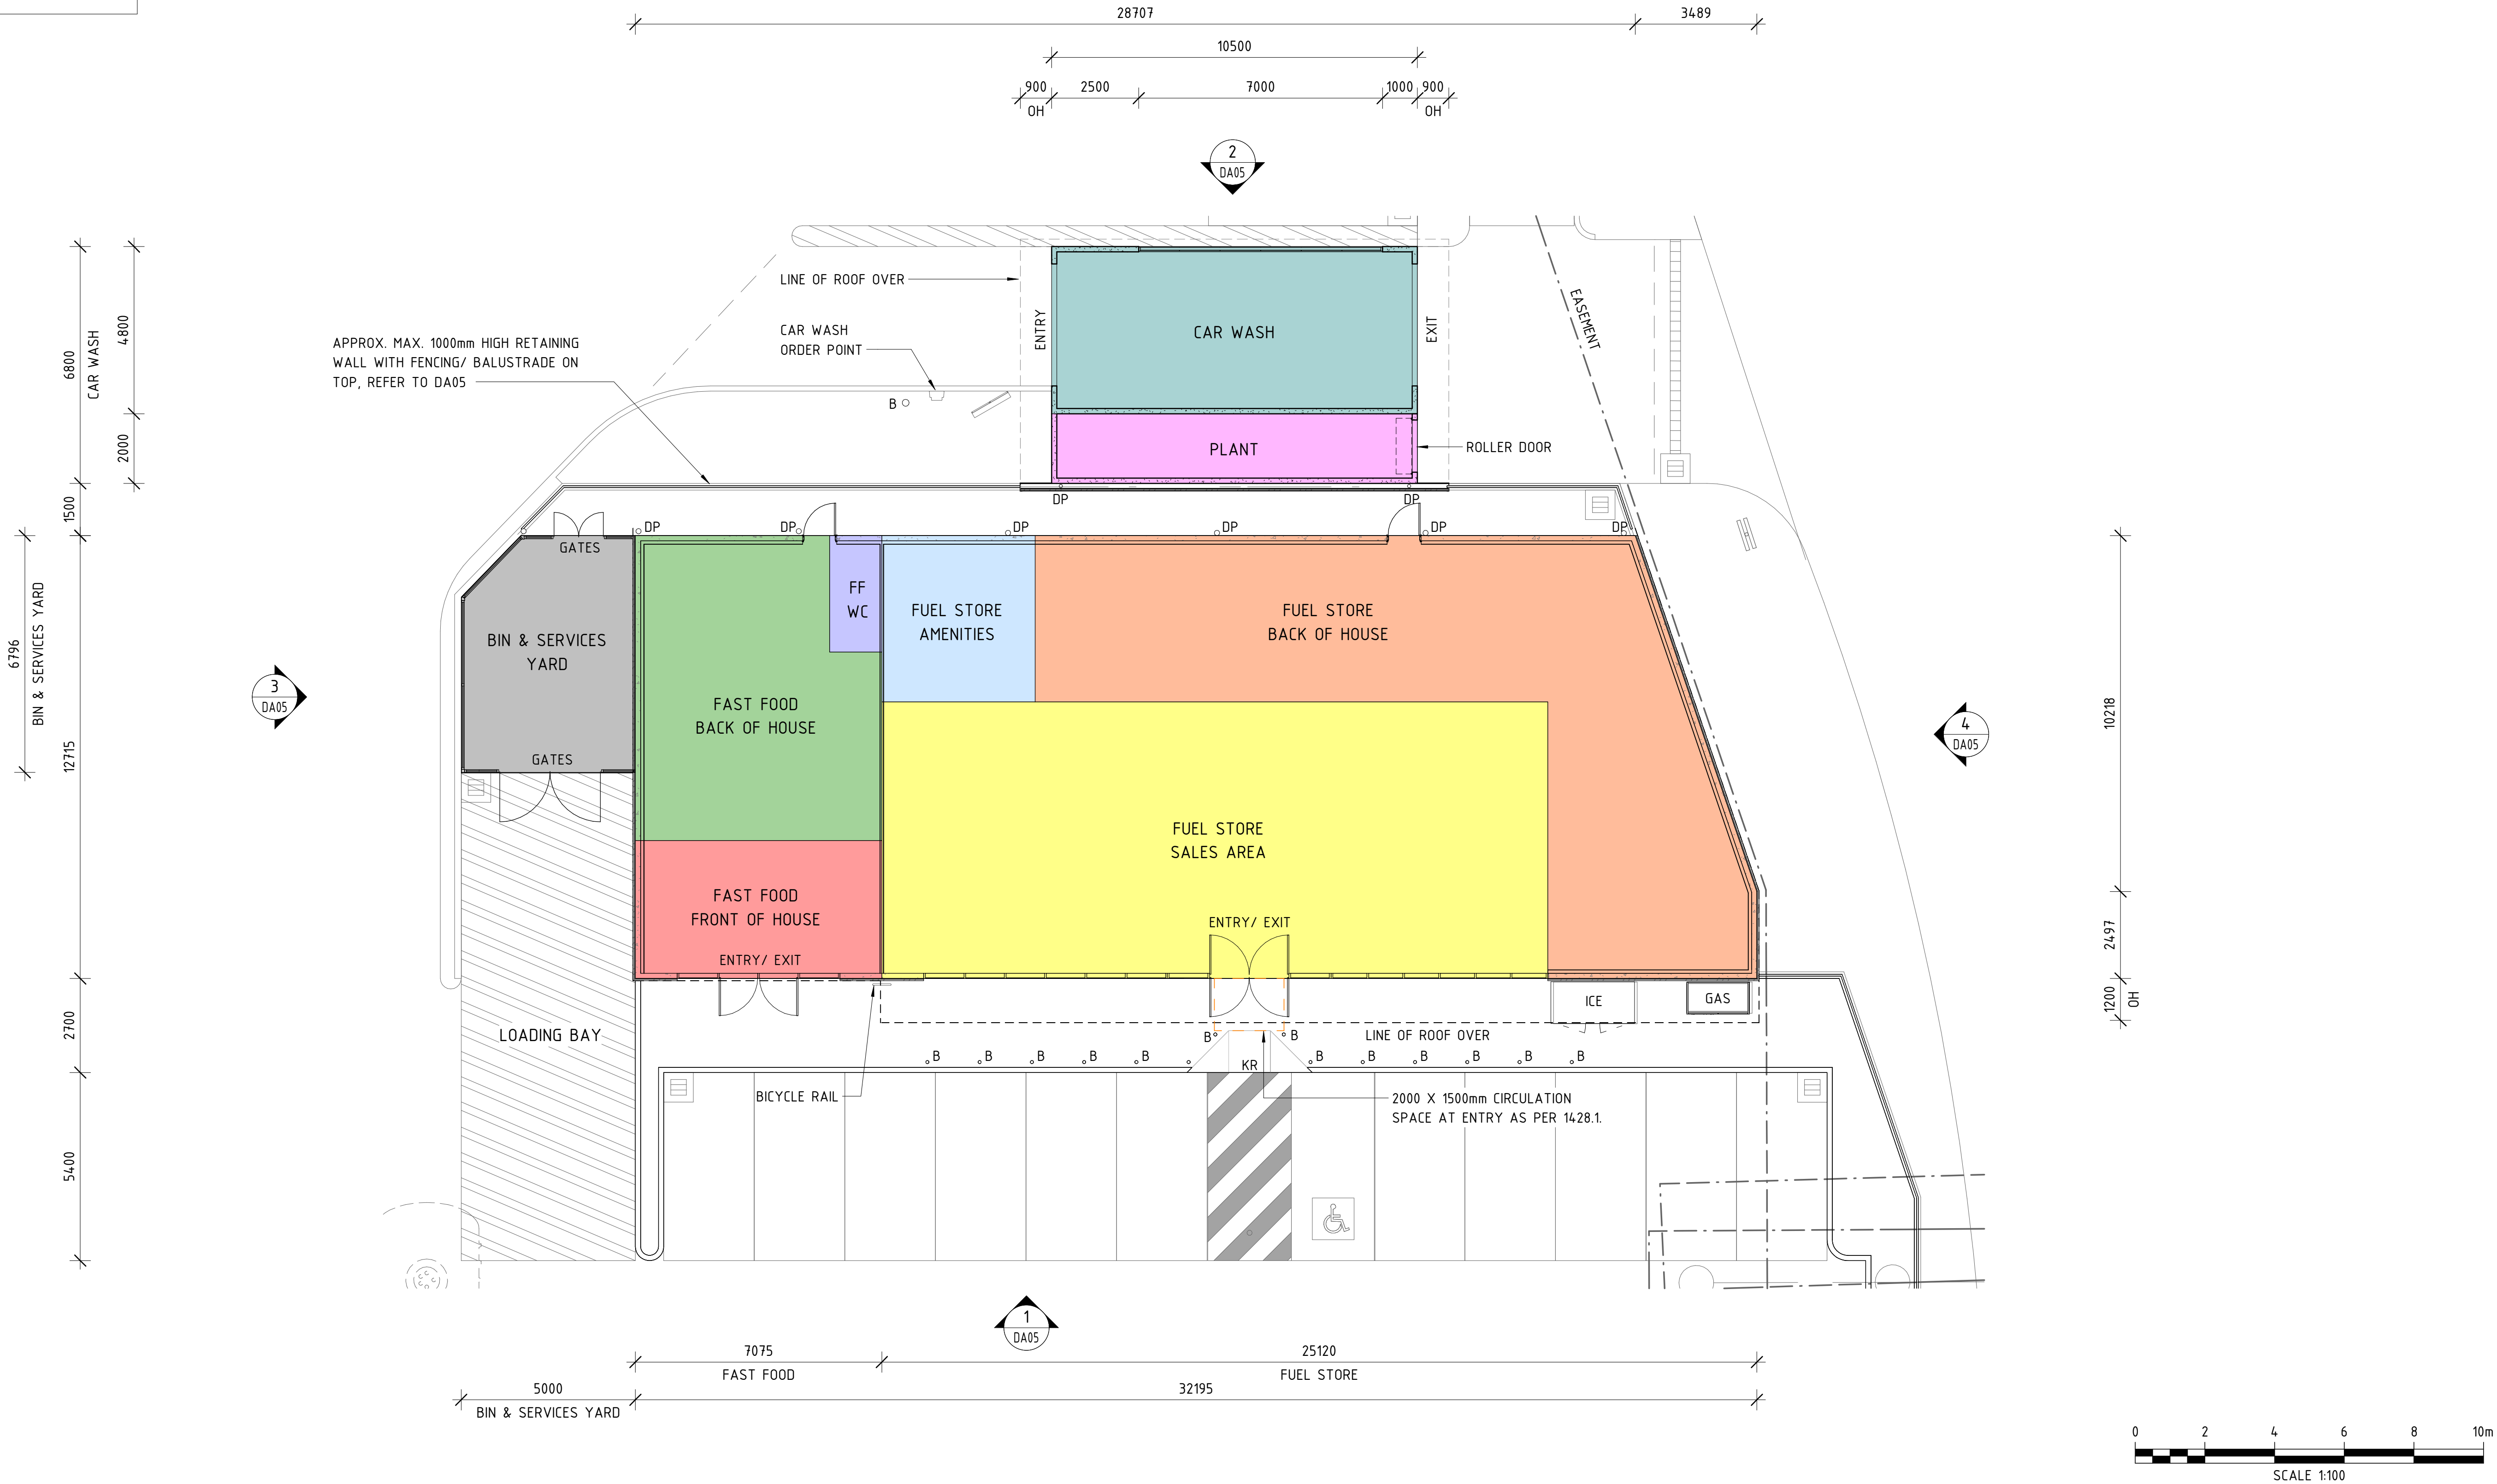 28707
3489
10500
900
2500
7000
1000
900
OH
OH
2
DA05
LINE OF ROOF OVER
ENTRY
CAR WASH
EXIT
EASEMENT
CAR WASH
ORDER POINT
APPROX. MAX. 1000mm HIGH RETAINING
WALL WITH FENCING/ BALUSTRADE ON
TOP, REFER TO DA05
B
PLANT
ROLLER DOOR
6800
CAR WASH
4800
2000
1500
DP
DP
DP
DP
DP
DP
DP
DP
GATES
6796
BIN & SERVICES YARD
12715
BIN & SERVICES
YARD
GATES
FF
WC
FUEL STORE
AMENITIES
FUEL STORE
BACK OF HOUSE
FAST FOOD
BACK OF HOUSE
3
DA05
4
DA05
10218
FUEL STORE
SALES AREA
FAST FOOD
FRONT OF HOUSE
ENTRY/ EXIT
ENTRY/ EXIT
2497
1200
OH
ICE
GAS
LOADING BAY
2700
B
B
LINE OF ROOF OVER
B
B
B
B
B
B
B
B
B
B
B
KR
BICYCLE RAIL
2000 X 1500mm CIRCULATION
SPACE AT ENTRY AS PER 1428.1.
5400
1
DA05
7075
25120
FAST FOOD
FUEL STORE
5000
32195
BIN & SERVICES YARD
0
2
4
6
8
10m
SCALE 1:100